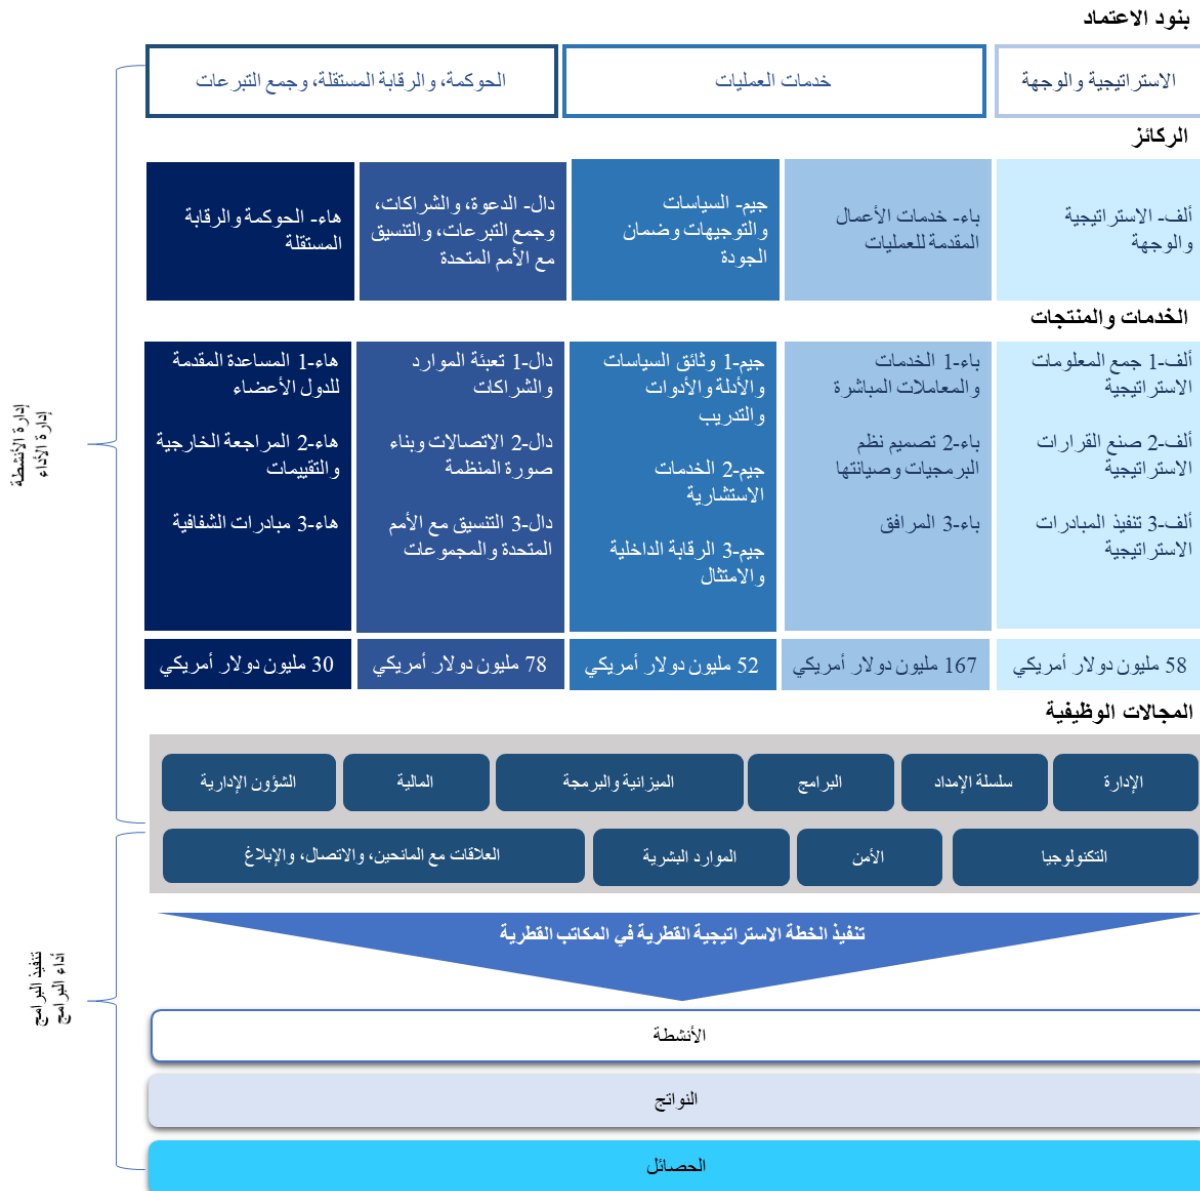 بنود الاعتماد
الاستراتيجية والوجهة
خدمات العمليات
الحوكمة، والرقابة المستقلة، وجمع التبرعات
الركائز
ألف- الاستراتيجية
والوجهة
باء- خدمات الأعمال
المقدمة للعمليات
جيم- السياسات
والتوجيهات وضمان
الجودة
دال- الدعوة، والشراكات،
وجمع التبرعات، والتنسيق
مع الأمم المتحدة
هاء- الحوكمة والرقابة
المستقلة
الخدمات والمنتجات
ألف-1 جمع المعلومات
الاستراتيجية
ألف-2 صنع القرارات
الاستراتيجية
ألف-3 تنفيذ المبادرات
الاستراتيجية
باء-1 الخدمات
والمعاملات المباشرة
باء-2 تصميم نظم
البرمجيات وصيانتها
باء-3 المرافق
جيم-1 وثائق السياسات
والأدلة والأدوات
والتدريب
جيم-2 الخدمات
الاستشارية
جيم-3 الرقابة الداخلية
والامتثال
دال-1 تعبئة الموارد
والشراكات
دال-2 الاتصالات وبناء
صورة المنظمة
دال-3 التنسيق مع الأمم
المتحدة والمجموعات
هاء-1 المساعدة المقدمة
للدول الأعضاء
هاء-2 المراجعة الخارجية
والتقييمات
هاء-3 مبادرات الشفافية
58 مليون دولار أمريكي
167 مليون دولار أمريكي
52 مليون دولار أمريكي
78 مليون دولار أمريكي
30 مليون دولار أمريكي
المجالات الوظيفية
الإدارة
سلسلة الإمداد
البرامج
الميزانية والبرمجة
المالية
الشؤون الإدارية
التكنولوجيا
الأمن
الموارد البشرية
العلاقات مع المانحين، والاتصال، والإبلاغ
تنفيذ الخطة الاستراتيجية القطرية في المكاتب القطرية
الأنشطة
النواتج
الحصائل
إدارة الأنشطة
إدارة الأداء
تنفيذ البرامج
أداء البرامج